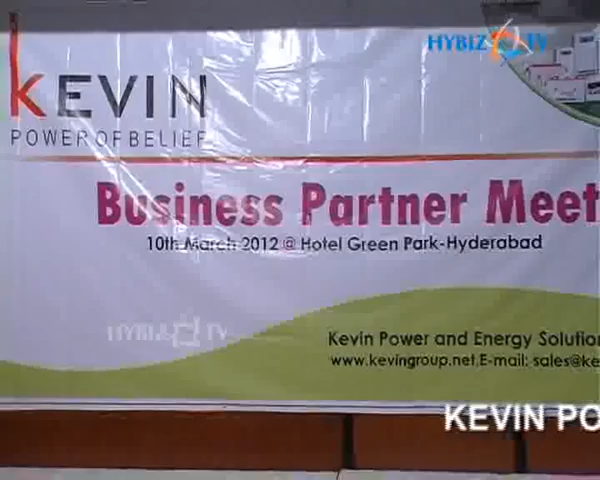 HYBIZ TV
KEVIN
POWER OF BELIEF
Business Partner Meet
10th March 2012 @ Hotel Green Park-Hyderabad
HYBIZ TV
Kevin Power and Energy Solution
www.kevingroup.net,E-mail: sales@ke
KEVIN PO